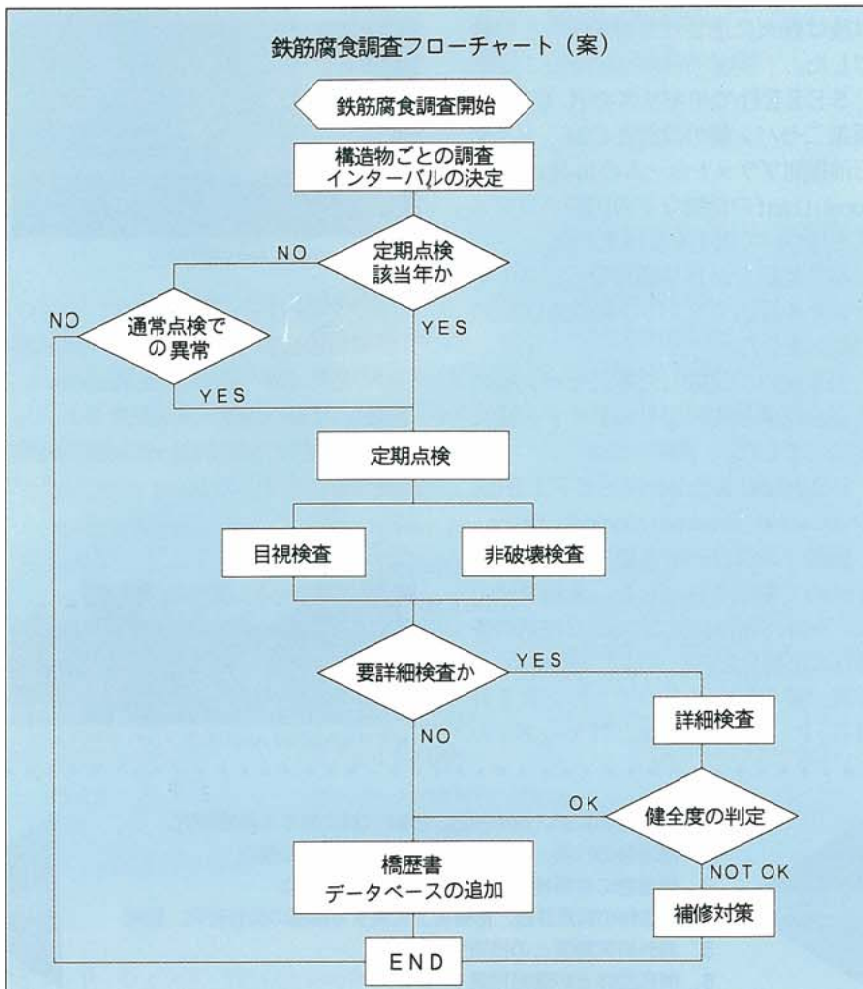 鉄筋腐食調査フローチャート（案）
鉄筋腐食調査開始
構造物ごとの調査
インターバルの決定
定期点検
該当年か
NO
YES
通常点検で
の異常
NO
YES
定期点検
目視検査
非破壊検査
要詳細検査か
YES
NO
詳細検査
健全度の判定
OK
NOT OK
橋歴書
データベースの追加
補修対策
END